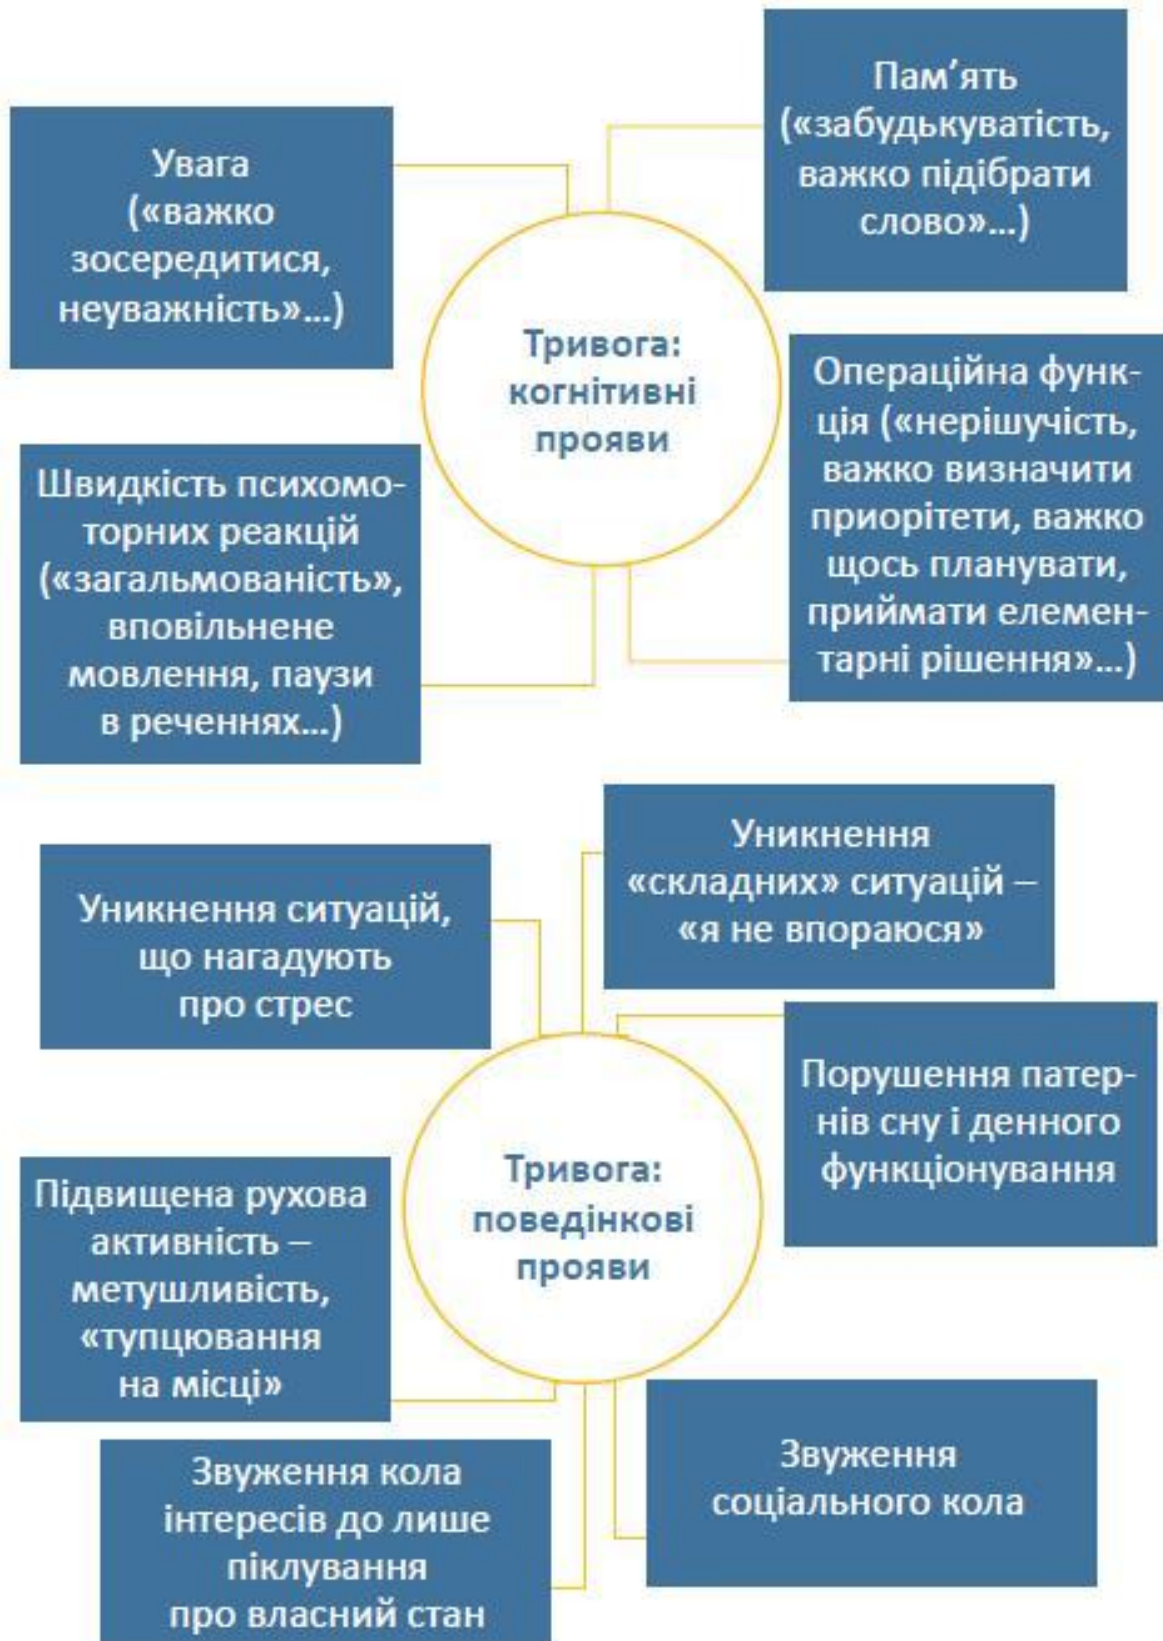 Увага
(«важко
зосередитися,
неуважність»...)
Пам’ять
(«забудькуватість,
важко підібрати
слово»...)
Тривога:
когнітивні
прояви
Швидкість психомо-
торних реакцій
(«загальмованість»,
вповільнене
мовлення, паузи
в реченнях...)
Операційна функ-
ція («нерішучість,
важко визначити
приорітети, важко
щось планувати,
приймати елемен-
тарні рішення»...)
Уникнення ситуацій,
що нагадують
про стрес
Уникнення
«складних» ситуацій –
«я не впораюся»
Порушення патер-
нів сну і денного
функціонування
Тривога:
поведінкові
прояви
Підвищена рухова
активність –
метушливість,
«тупцювання
на місці»
Звуження кола
інтересів до лише
піклування
про власний стан
Звуження
соціального кола